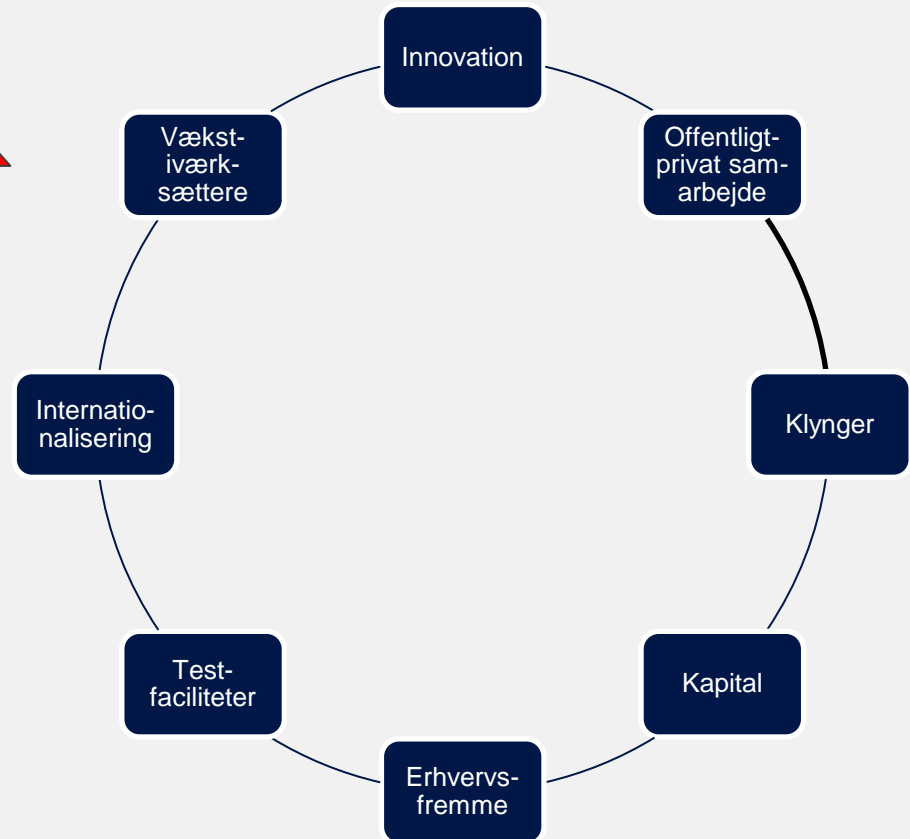 Innovation
Offentligt-
privat sam-
arbejde
Klynger
Kapital
Erhvervs-
fremme
Test-
faciliteter
Internatio-
nalisering
Vækst-
iværk-
sættere